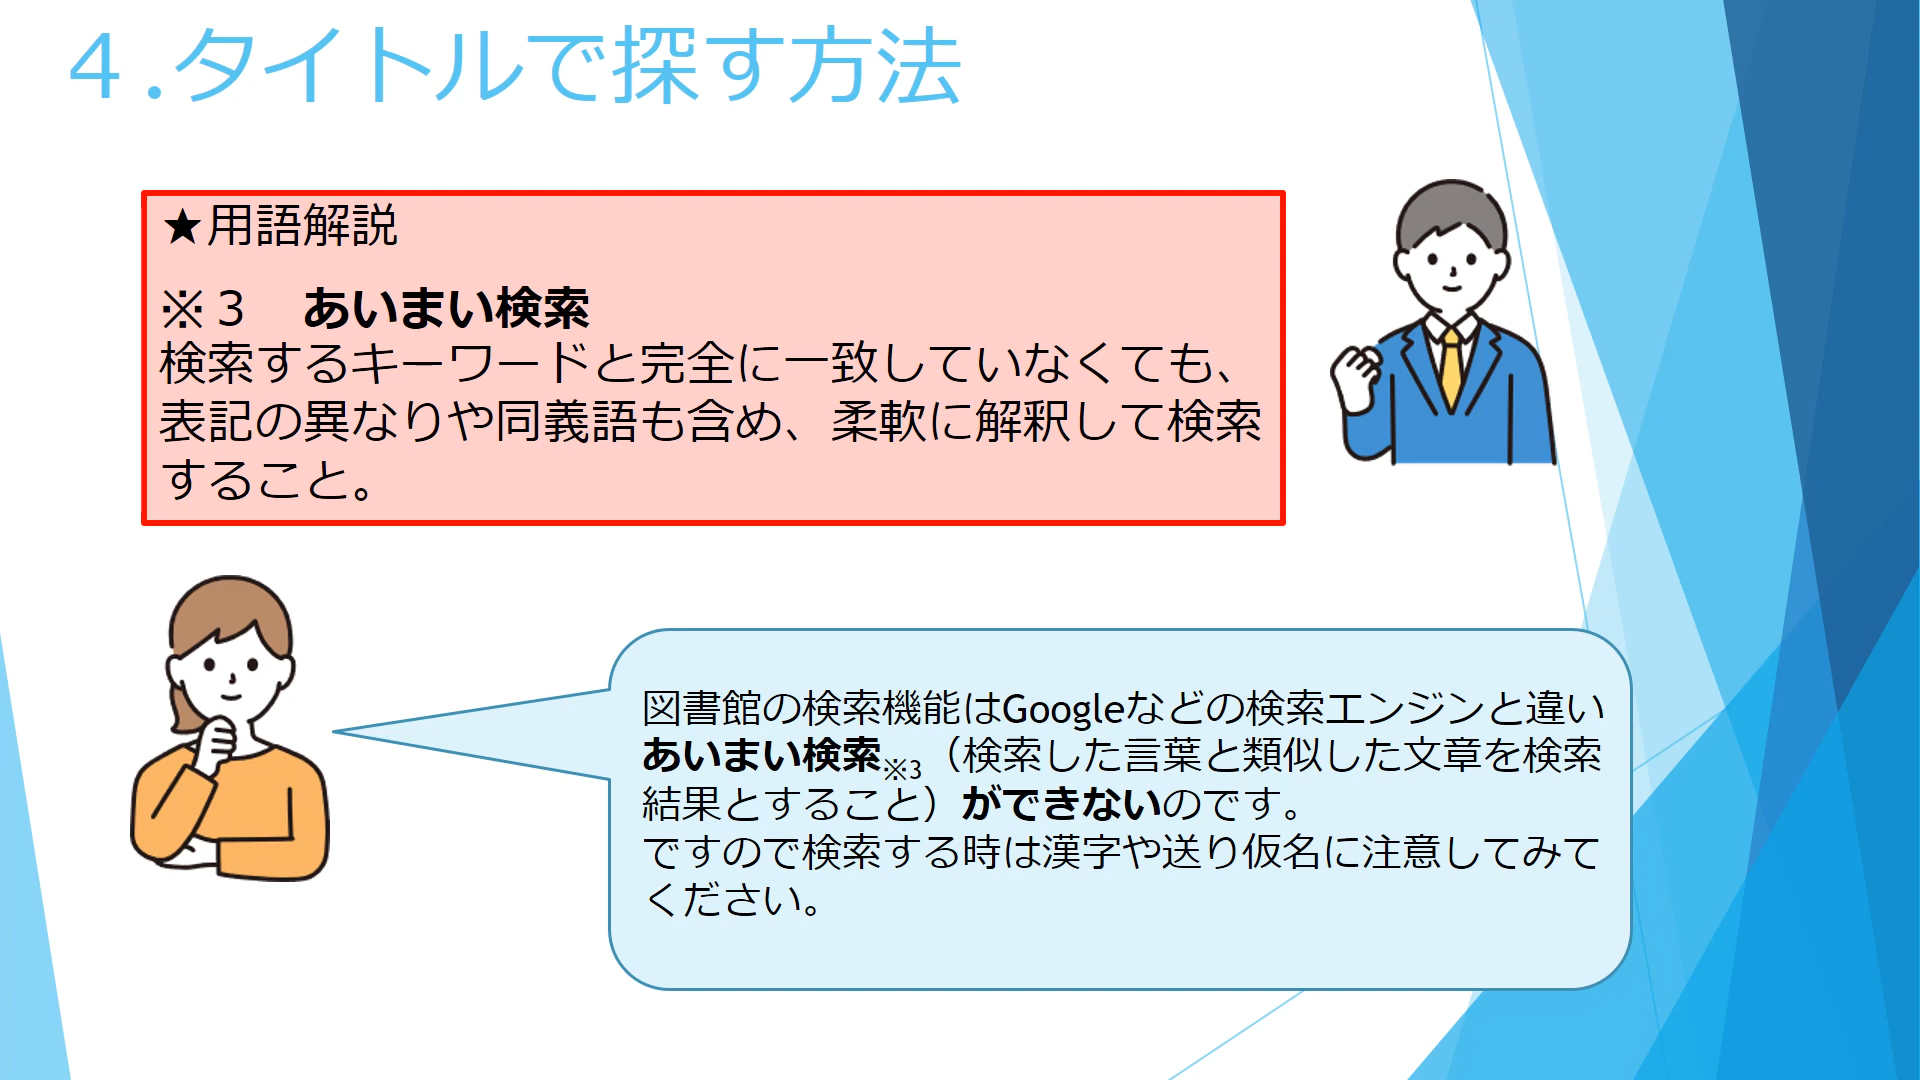 ４.タイトルで探す方法
★用語解説
※３　あいまい検索
検索するキーワードと完全に一致していなくても、
表記の異なりや同義語も含め、柔軟に解釈して検索
すること。
図書館の検索機能はGoogleなどの検索エンジンと違い
あいまい検索※3（検索した言葉と類似した文章を検索
結果とすること）ができないのです。
ですので検索する時は漢字や送り仮名に注意してみて
ください。